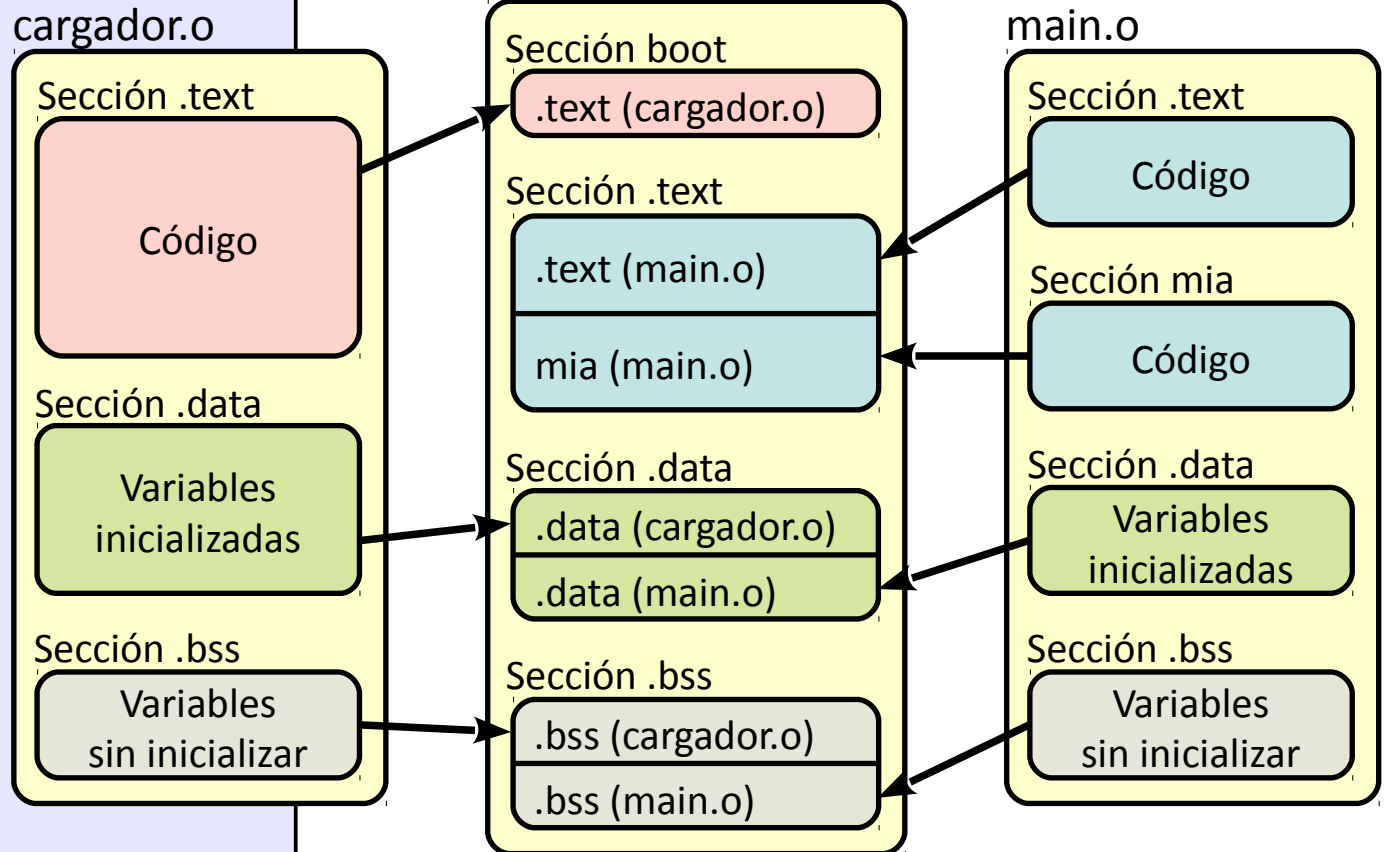 cargador.o
Sección .text
Código
Sección .data
Variables
inicializadas
Sección .bss
Variables
sin inicializar
Sección boot
.text (cargador.o)
Sección .text
.text (main.o)
mia (main.o)
Sección .data
.data (cargador.o)
.data (main.o)
Sección .bss
.bss (cargador.o)
.bss (main.o)
main.o
Sección .text
Código
Sección mia
Código
Sección .data
Variables
inicializadas
Sección .bss
Variables
sin inicializar